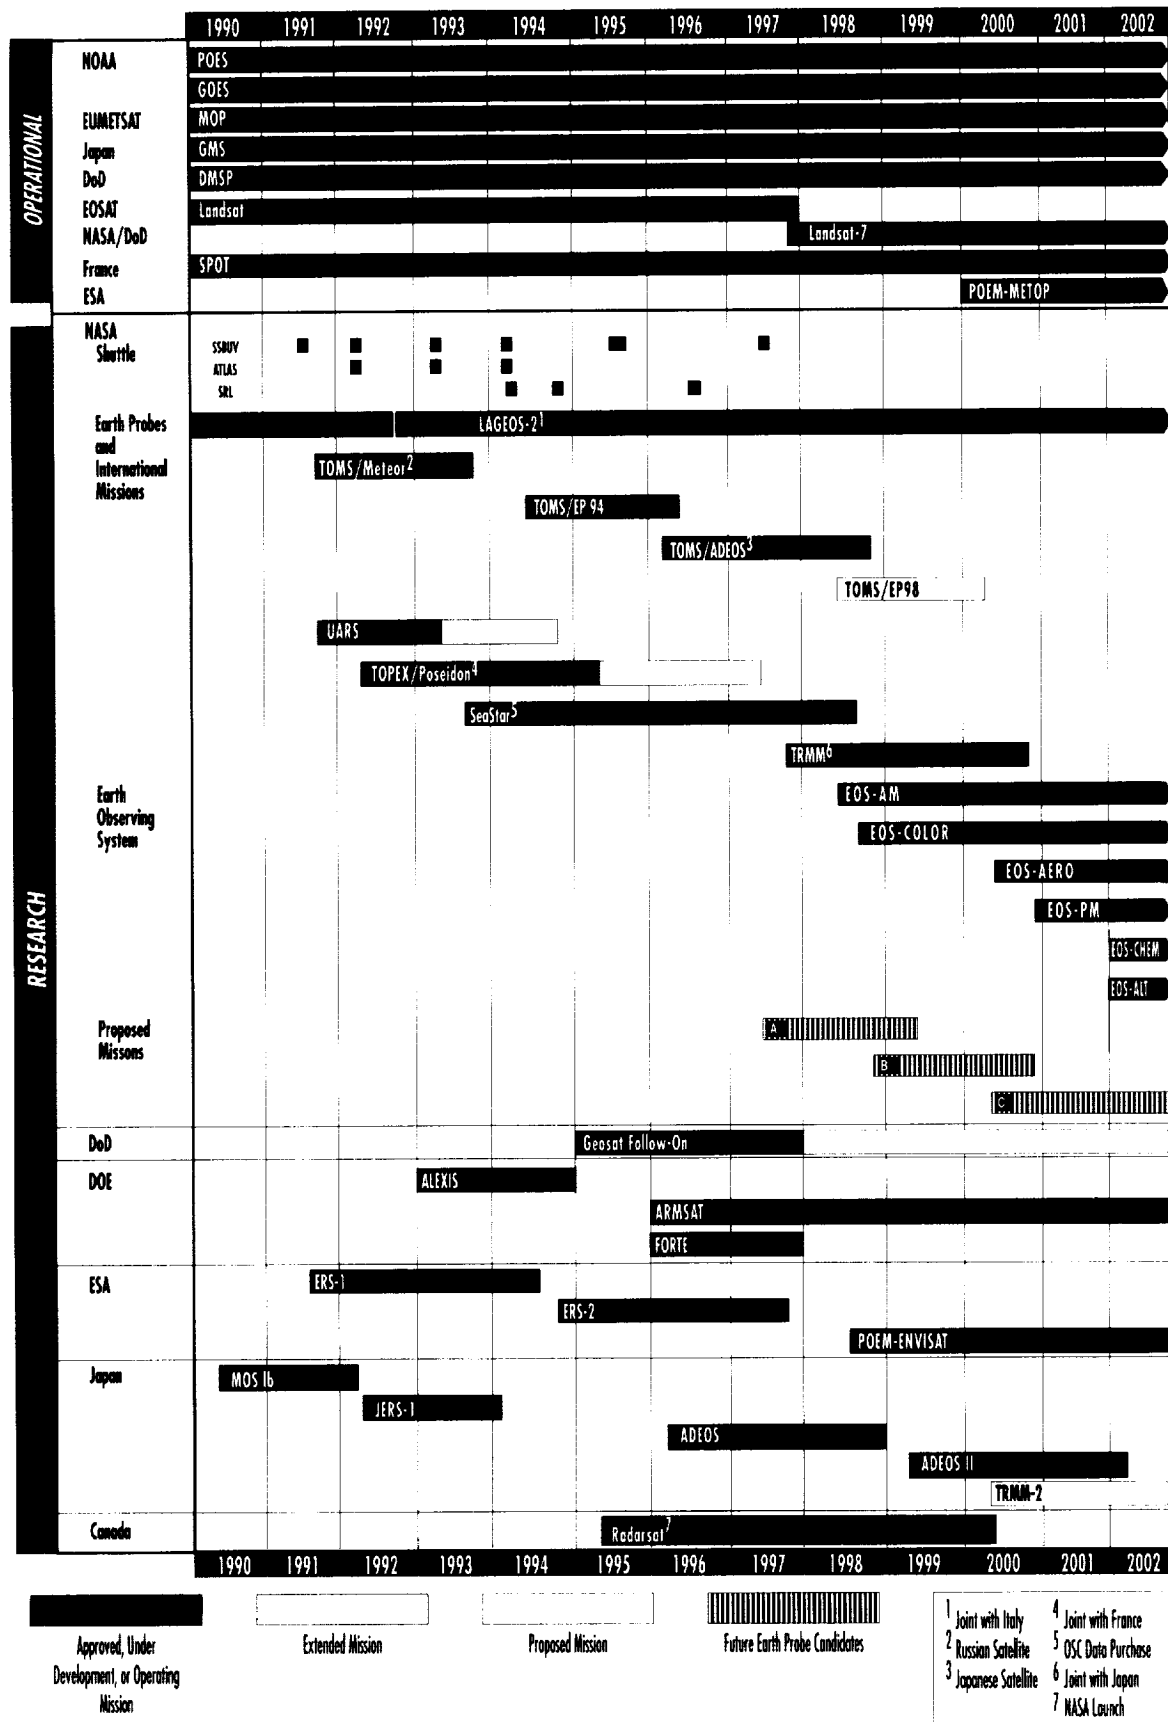 1990 1991 1992 1993 1994 1995 1996 1997 1998 1999 2000 2001 2002
OPERATIONAL
NOAA POES
GOES
EUMETSAT MOP
Japan GMS
DoD DMSP
EOSAT Landsat
NASA/DoD Landsat-7
France SPOT
ESA POEM-METOP
RESEARCH
NASA
Shuttle SSBUV
ATLAS
SRL
Earth Probes LAGEOS-2 1
and
International TOMS/Meteor 2
Missions
TOMS/EP 94
TOMS/ADEOS 3
TOMS/EP98
UARS
TOPEX/Poseidon 4
SeaStar 5
TRMM 6
Earth EOS-AM
Observing
System EOS-COLOR
EOS-AERO
EOS-PM
EOS-CHEM
EOS-ALT
Proposed A
Missons
B
C
DoD Geosat Follow-On
DOE ALEXIS
ARMSAT
FORTE
ESA ERS-1
ERS-2
POEM-ENVISAT
Japan MOS 1b
JERS-1
ADEOS
ADEOS II
TRMM-2
Canada Radarsat 7
1990 1991 1992 1993 1994 1995 1996 1997 1998 1999 2000 2001 2002
Approved, Under
Development, or Operating
Mission
Extended Mission
Proposed Mission
Future Earth Probe Candidates
1 Joint with Italy
2 Russian Satellite
3 Japanese Satellite
4 Joint with France
5 OSC Data Purchase
6 Joint with Japan
7 NASA Launch